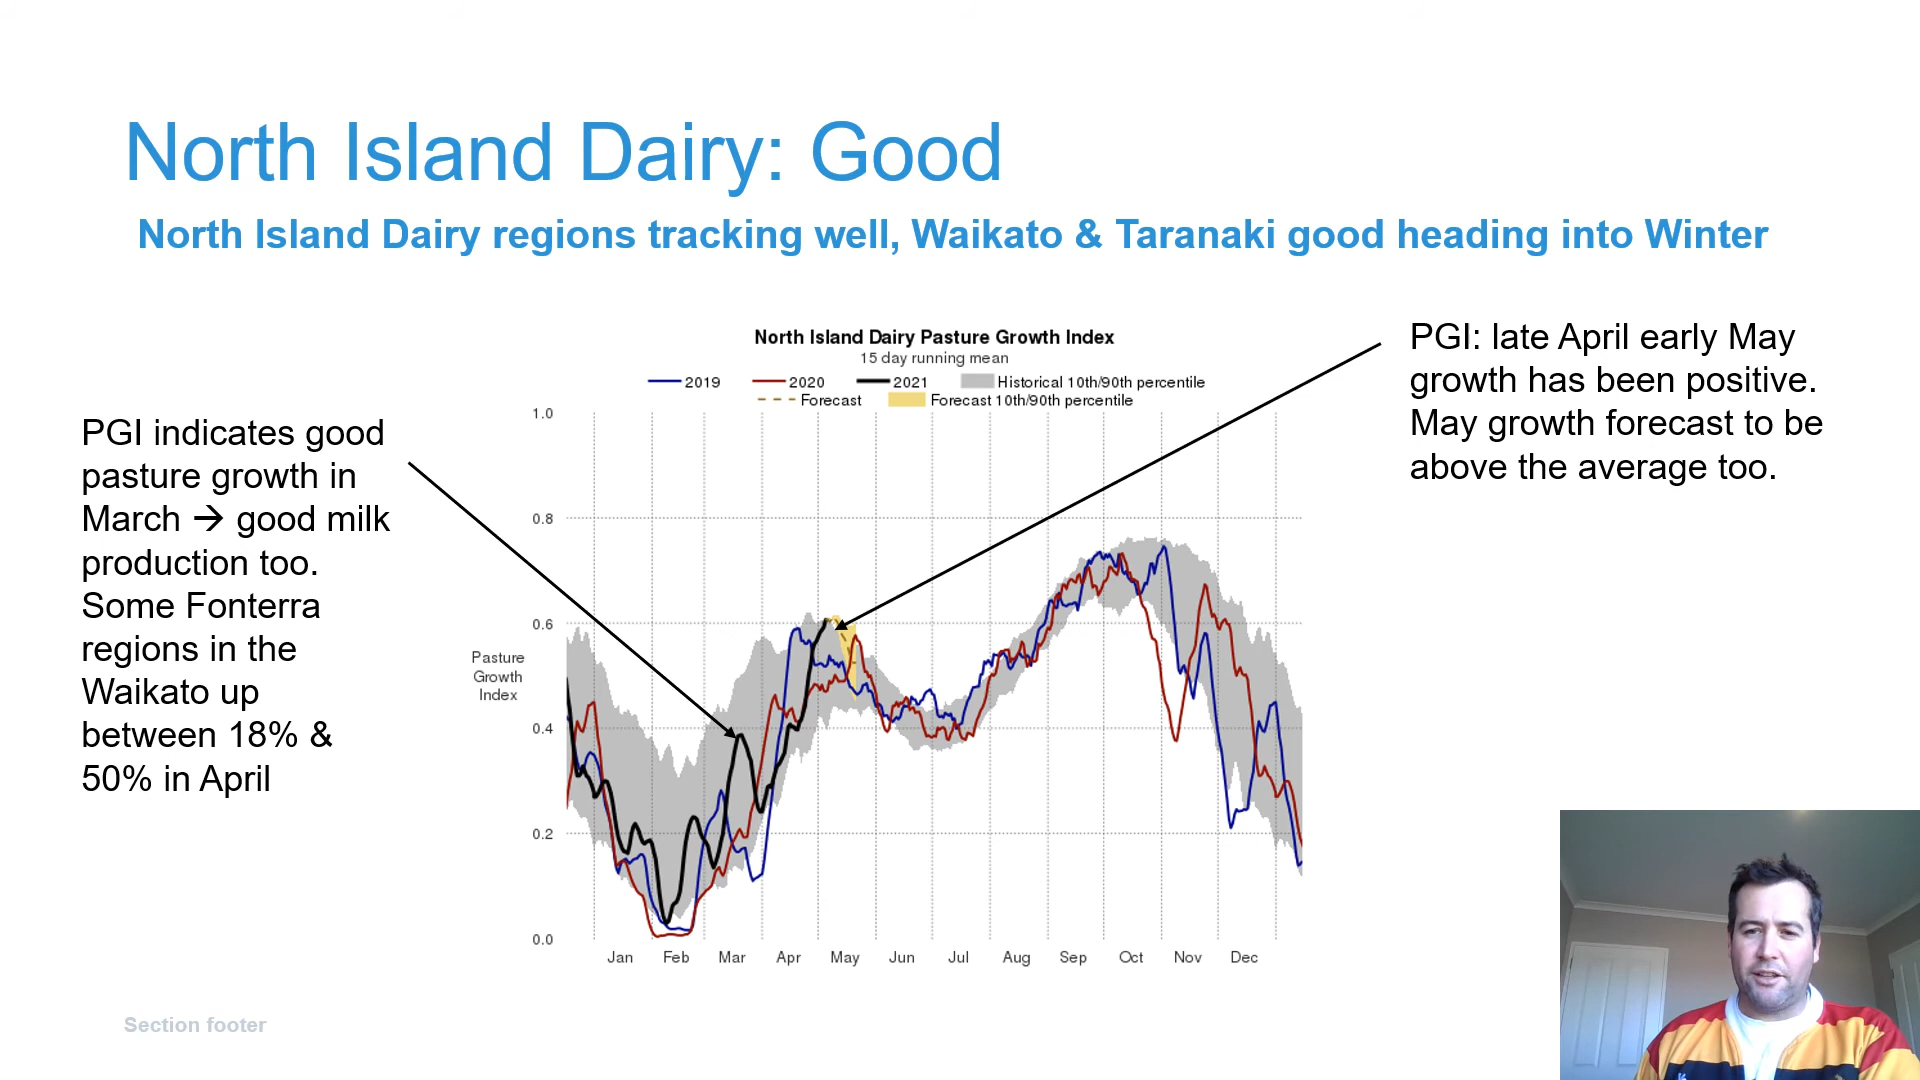 North Island Dairy: Good
North Island Dairy regions tracking well, Waikato & Taranaki good heading into Winter
PGI indicates good
pasture growth in
March → good milk
production too.
Some Fonterra
regions in the
Waikato up
between 18% &
50% in April
North Island Dairy Pasture Growth Index
15 day running mean
2019 2020 2021 Historical 10th/90th percentile
Forecast Forecast 10th/90th percentile
1.0
0.8
0.6
0.4
0.2
0.0
Pasture
Growth
Index
Jan Feb Mar Apr May Jun Jul Aug Sep Oct Nov Dec
PGI: late April early May
growth has been positive.
May growth forecast to be
above the average too.
Section footer